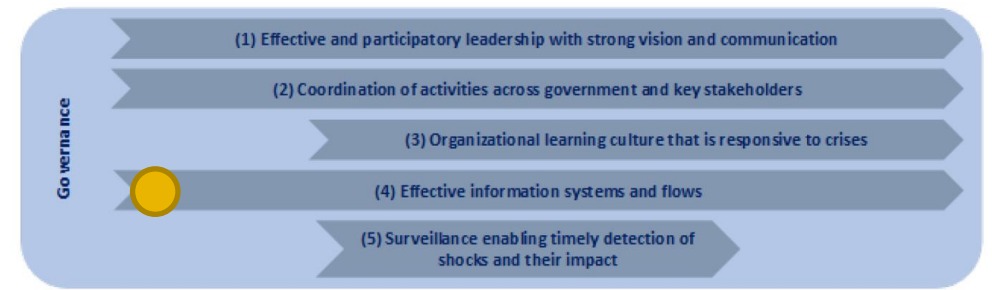 Governance
(1) Effective and participatory leadership with strong vision and communication
(2) Coordination of activities across government and key stakeholders
(3) Organizational learning culture that is responsive to crises
(4) Effective information systems and flows
(5) Surveillance enabling timely detection of
shocks and their impact